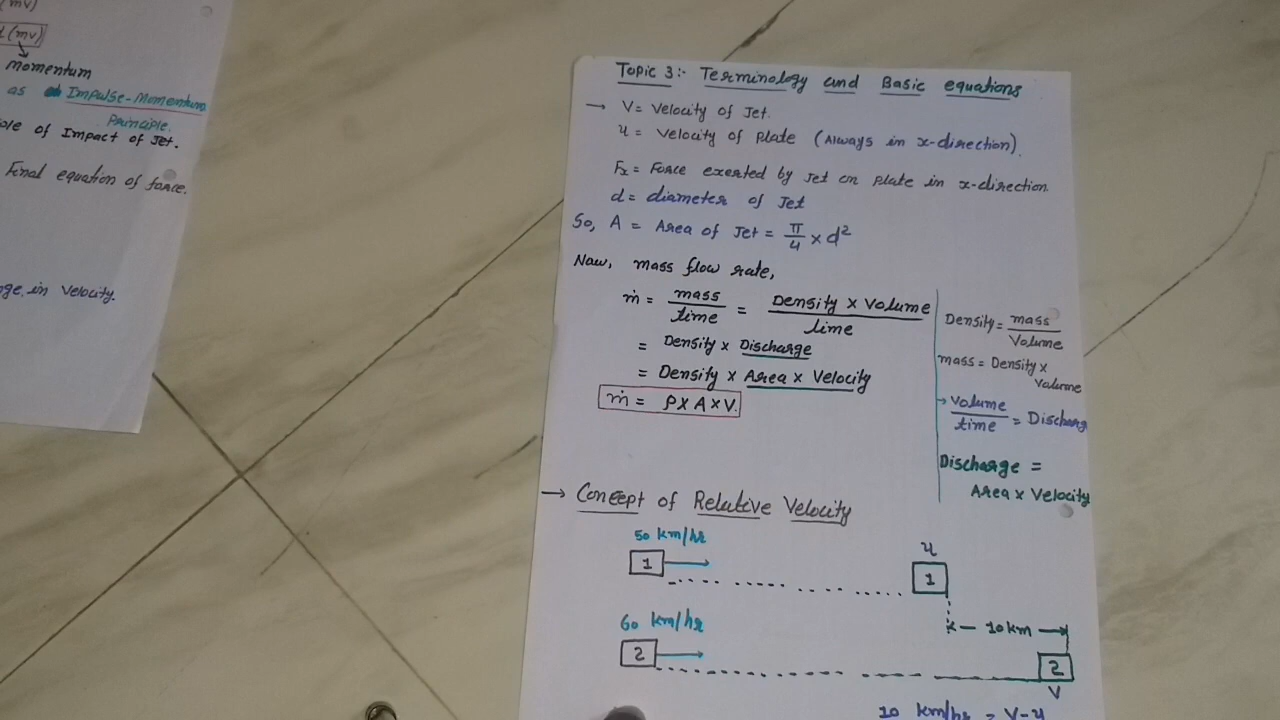 (mv)
(mv)
Momentum
as Impulse-Momentum
Principle.
of Impact of Jet.
Final equation of force.
in velocity.
Topic 3:- Terminology and Basic equations
→ V= Velocity of Jet.
u = Velocity of plate (Always in x-direction).
Fx = Force exerted by Jet on plate in x-direction.
d = diameter of Jet
So, A = Area of Jet = π/4 × d²
Now, mass flow rate,
ṁ = mass/time = Density × Volume/time
= Density × Discharge
= Density × Area × Velocity
ṁ = ρ × A × V.
Density = mass/Volume
mass = Density ×
Volume
→ Volume/time = Discharg
Discharge =
Area × Velocity
→ Concept of Relative Velocity
50 km/hr
1
u
1
60 km/hr
10 km
2
2
V
10 km/hr = V-u